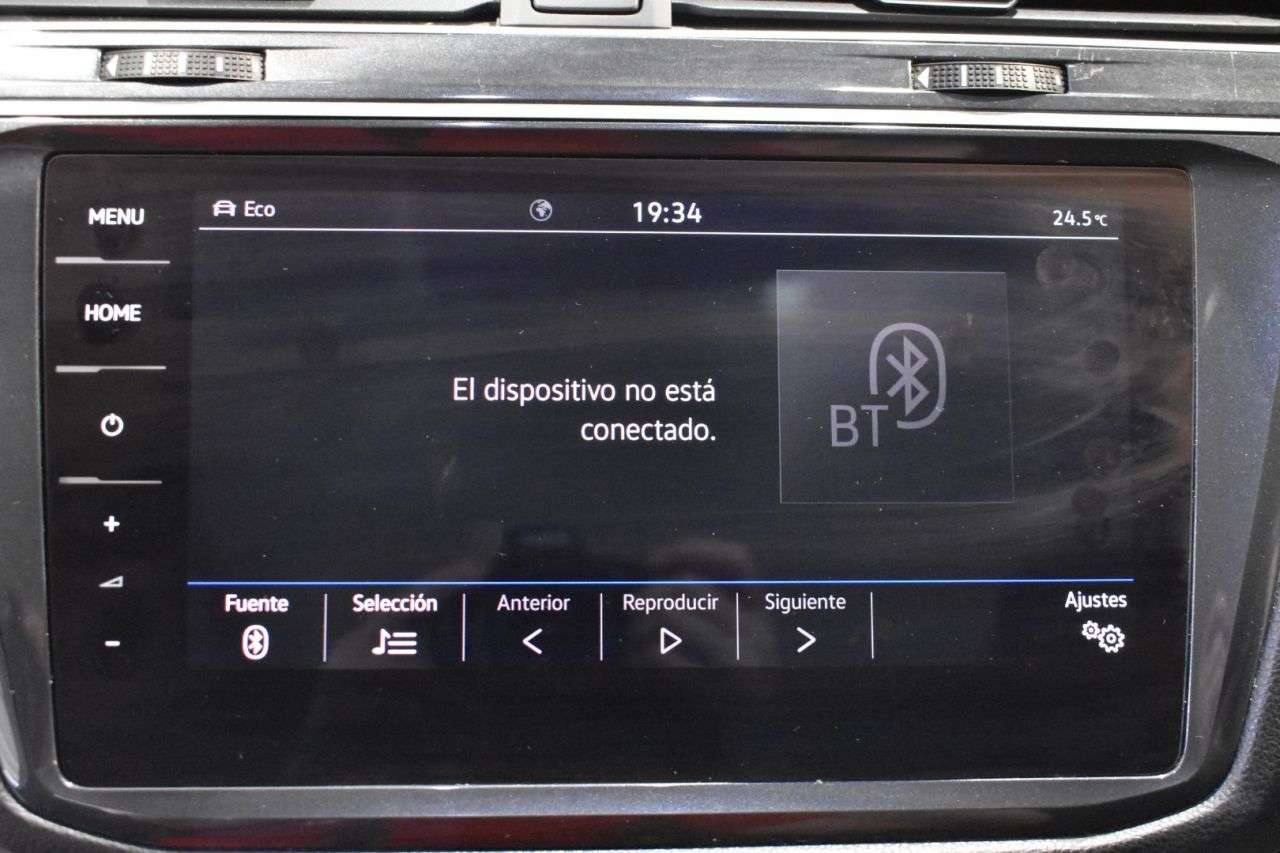 MENU
Eco
19:34
24.5°C
HOME
El dispositivo no está
conectado.
BT
+
-
Fuente
Selección
Anterior
Reproducir
Siguiente
Ajustes